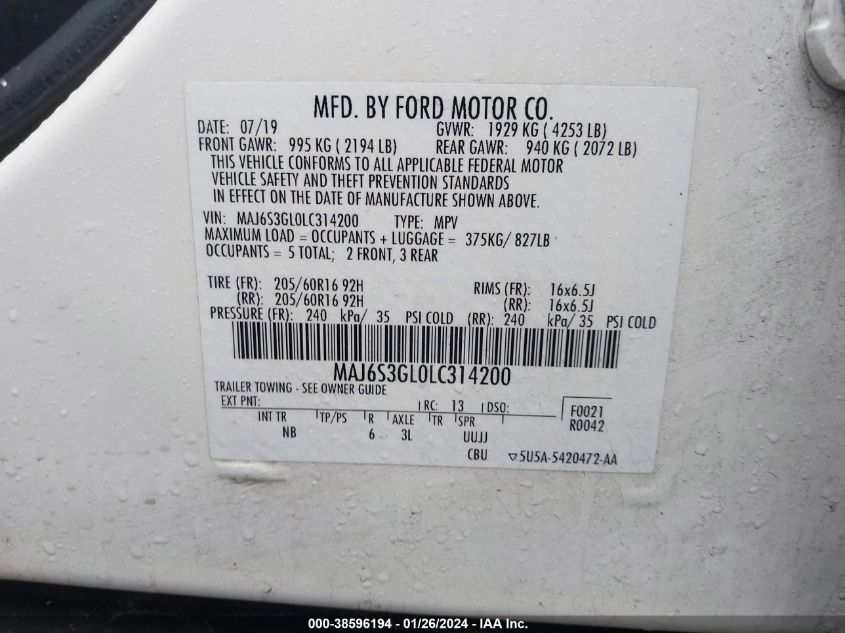 MFD. BY FORD MOTOR CO.
DATE: 07/19 GVWR: 1929 KG ( 4253 LB)
FRONT GAWR: 995 KG ( 2194 LB) REAR GAWR: 940 KG ( 2072 LB)
THIS VEHICLE CONFORMS TO ALL APPLICABLE FEDERAL MOTOR
VEHICLE SAFETY AND THEFT PREVENTION STANDARDS
IN EFFECT ON THE DATE OF MANUFACTURE SHOWN ABOVE.
VIN: MAJ6S3GL0LC314200 TYPE: MPV
MAXIMUM LOAD = OCCUPANTS + LUGGAGE = 375KG/ 827LB
OCCUPANTS = 5 TOTAL; 2 FRONT, 3 REAR
TIRE (FR): 205/60R16 92H RIMS (FR): 16x6.5J
(RR): 205/60R16 92H (RR): 16x6.5J
PRESSURE (FR): 240 kPa/ 35 PSI COLD (RR): 240 kPa/ 35 PSI COLD
MAJ6S3GL0LC314200
TRAILER TOWING - SEE OWNER GUIDE
EXT PNT: RC: 13 DSO: F0021
INT TR TP/PS R AXLE TR SPR R0042
NB 6 3L UUJJ
CBU ▽5U5A-5420472-AA
000-38596194 - 01/26/2024 - IAA Inc.